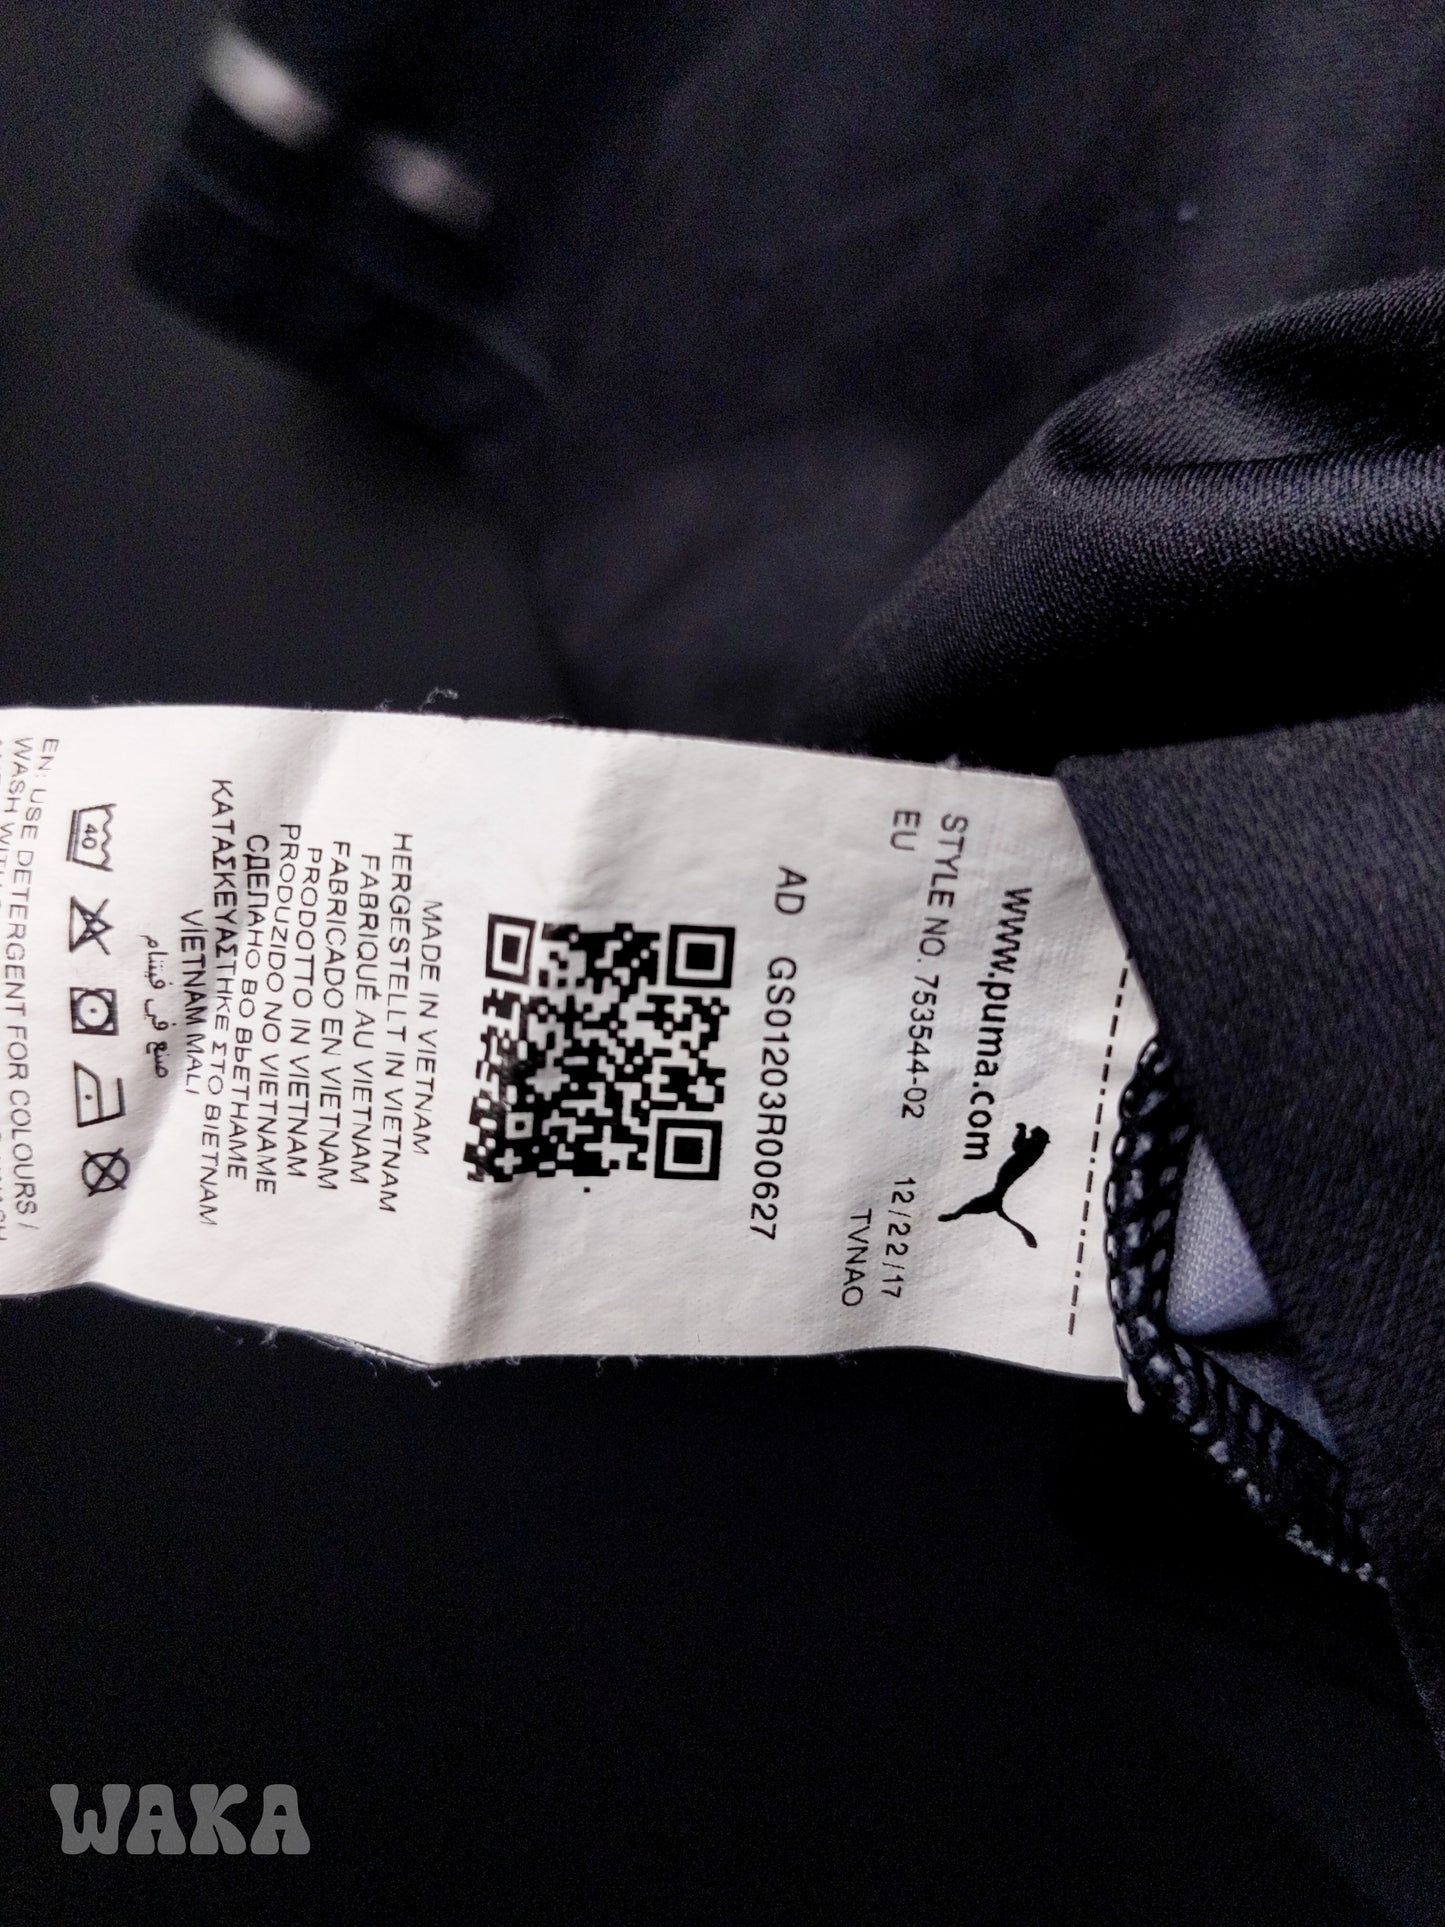 www.puma.com
STYLE NO. 753544-02 12/22/17
EU TVNAO
AD GS01203R00627
MADE IN VIETNAM
HERGESTELLT IN VIETNAM
FABRIQUÉ AU VIETNAM
FABRICADO EN VIETNAM
PRODOTTO IN VIETNAM
PRODUZIDO NO VIETNAME
СДЕЛАНО ВО ВЬЕТНАМЕ
ΚΑΤΑΣΚΕΥΑΣΤΗΚΕ ΣΤΟ ΒΙΕΤΝΑΜ
VİETNAM MALI
صنع في فيتنام
40
EN: USE DETERGENT FOR COLOURS /
WAKA